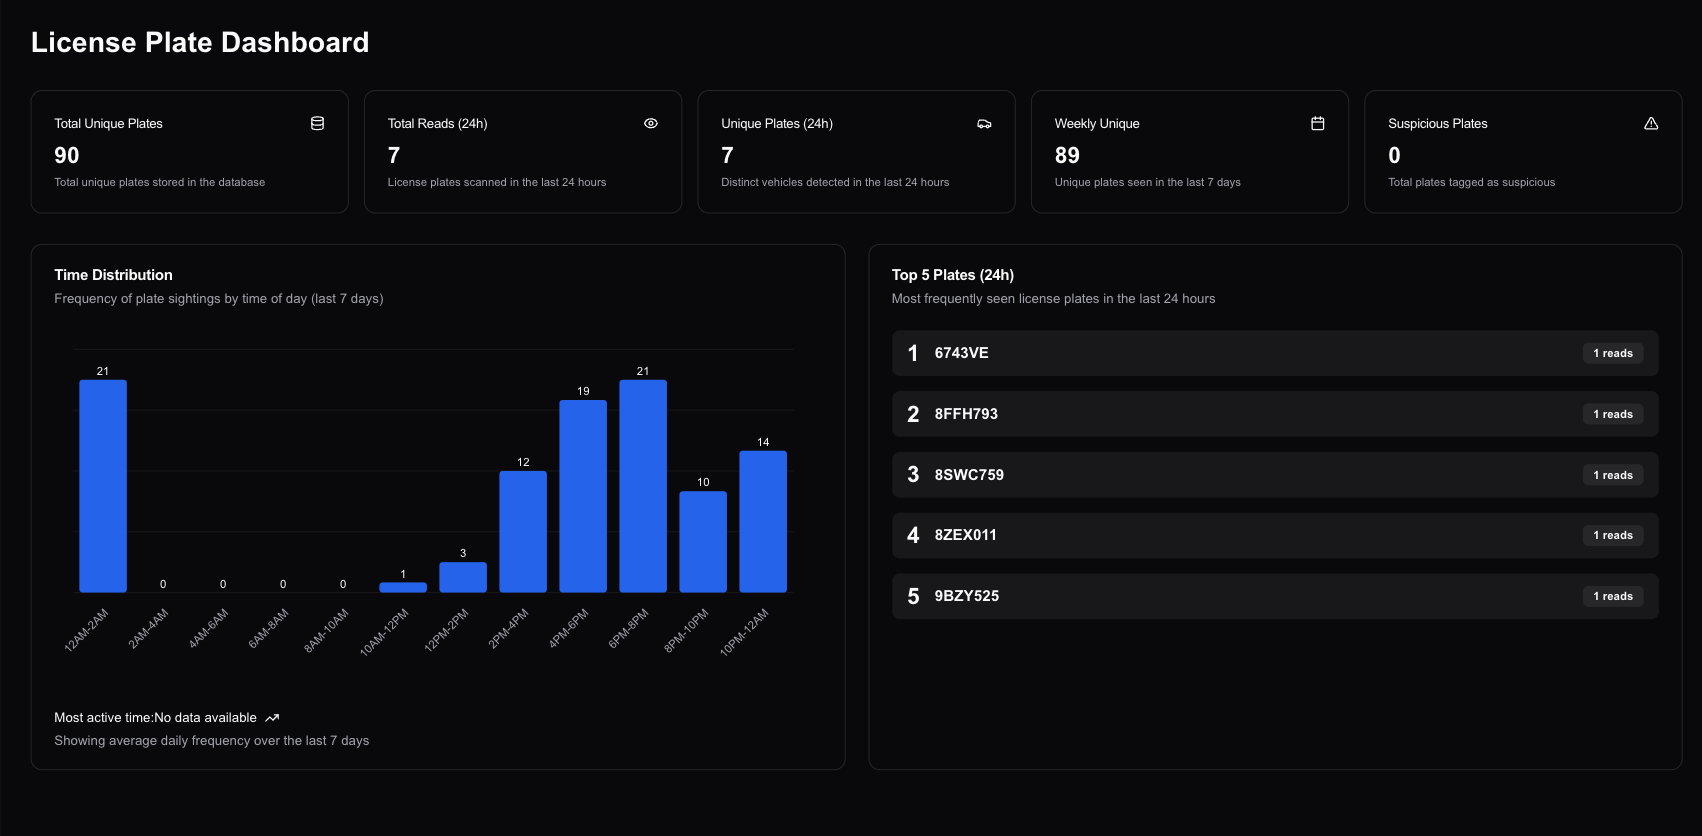 License Plate Dashboard
Total Unique Plates
90
Total unique plates stored in the database
Total Reads (24h)
7
License plates scanned in the last 24 hours
Unique Plates (24h)
7
Distinct vehicles detected in the last 24 hours
Weekly Unique
89
Unique plates seen in the last 7 days
Suspicious Plates
0
Total plates tagged as suspicious
Time Distribution
Frequency of plate sightings by time of day (last 7 days)
21
0
0
0
0
1
3
12
19
21
10
14
12AM-2AM
2AM-4AM
4AM-6AM
6AM-8AM
8AM-10AM
10AM-12PM
12PM-2PM
2PM-4PM
4PM-6PM
6PM-8PM
8PM-10PM
10PM-12AM
Most active time:No data available
Showing average daily frequency over the last 7 days
Top 5 Plates (24h)
Most frequently seen license plates in the last 24 hours
1 6743VE 1 reads
2 8FFH793 1 reads
3 8SWC759 1 reads
4 8ZEX011 1 reads
5 9BZY525 1 reads